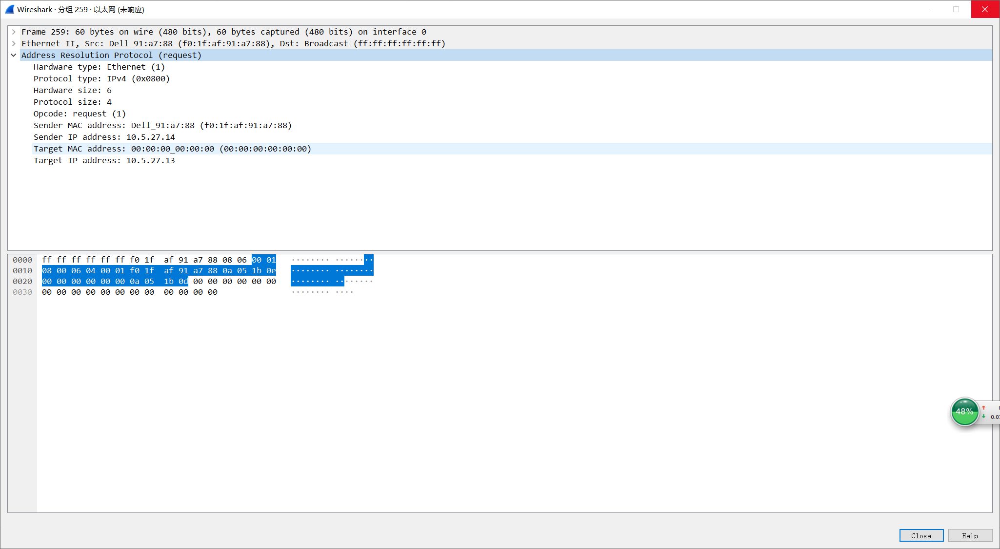 Wireshark · 分组 259 · 以太网 (未响应)
Frame 259: 60 bytes on wire (480 bits), 60 bytes captured (480 bits) on interface 0
Ethernet II, Src: Dell_91:a7:88 (f0:1f:af:91:a7:88), Dst: Broadcast (ff:ff:ff:ff:ff:ff)
Address Resolution Protocol (request)
Hardware type: Ethernet (1)
Protocol type: IPv4 (0x0800)
Hardware size: 6
Protocol size: 4
Opcode: request (1)
Sender MAC address: Dell_91:a7:88 (f0:1f:af:91:a7:88)
Sender IP address: 10.5.27.14
Target MAC address: 00:00:00_00:00:00 (00:00:00:00:00:00)
Target IP address: 10.5.27.13
0000 ff ff ff ff ff ff f0 1f af 91 a7 88 08 06 00 01 ········ ········
0010 08 00 06 04 00 01 f0 1f af 91 a7 88 0a 05 1b 0e ········ ········
0020 00 00 00 00 00 00 0a 05 1b 0d 00 00 00 00 00 00 ········ ········
0030 00 00 00 00 00 00 00 00 00 00 00 00 ········ ····
48%
Close Help